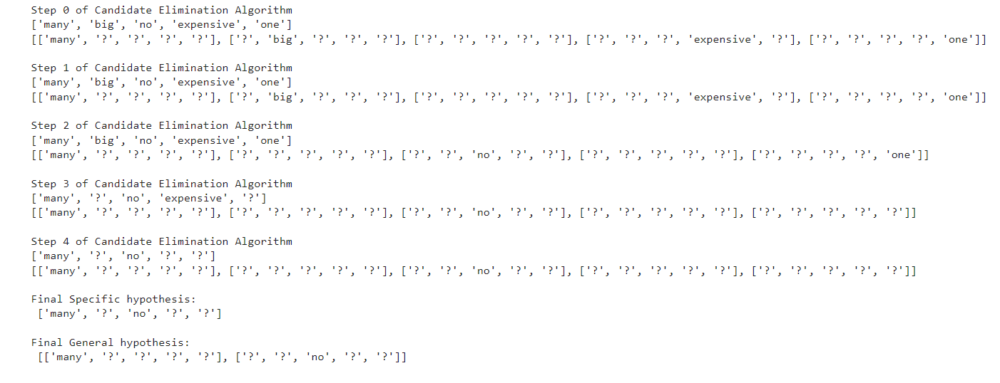 Step 0 of Candidate Elimination Algorithm
['many', 'big', 'no', 'expensive', 'one']
[['many', '?', '?', '?', '?'], ['?', 'big', '?', '?', '?'], ['?', '?', '?', '?', '?'], ['?', '?', '?', 'expensive', '?'], ['?', '?', '?', '?', 'one']]
Step 1 of Candidate Elimination Algorithm
['many', 'big', 'no', 'expensive', 'one']
[['many', '?', '?', '?', '?'], ['?', 'big', '?', '?', '?'], ['?', '?', '?', '?', '?'], ['?', '?', '?', 'expensive', '?'], ['?', '?', '?', '?', 'one']]
Step 2 of Candidate Elimination Algorithm
['many', 'big', 'no', 'expensive', 'one']
[['many', '?', '?', '?', '?'], ['?', '?', '?', '?', '?'], ['?', '?', 'no', '?', '?'], ['?', '?', '?', '?', '?'], ['?', '?', '?', '?', 'one']]
Step 3 of Candidate Elimination Algorithm
['many', '?', 'no', 'expensive', '?']
[['many', '?', '?', '?', '?'], ['?', '?', '?', '?', '?'], ['?', '?', 'no', '?', '?'], ['?', '?', '?', '?', '?'], ['?', '?', '?', '?', '?']]
Step 4 of Candidate Elimination Algorithm
['many', '?', 'no', '?', '?']
[['many', '?', '?', '?', '?'], ['?', '?', '?', '?', '?'], ['?', '?', 'no', '?', '?'], ['?', '?', '?', '?', '?'], ['?', '?', '?', '?', '?']]
Final Specific hypothesis:
['many', '?', 'no', '?', '?']
Final General hypothesis:
[['many', '?', '?', '?', '?'], ['?', '?', 'no', '?', '?']]